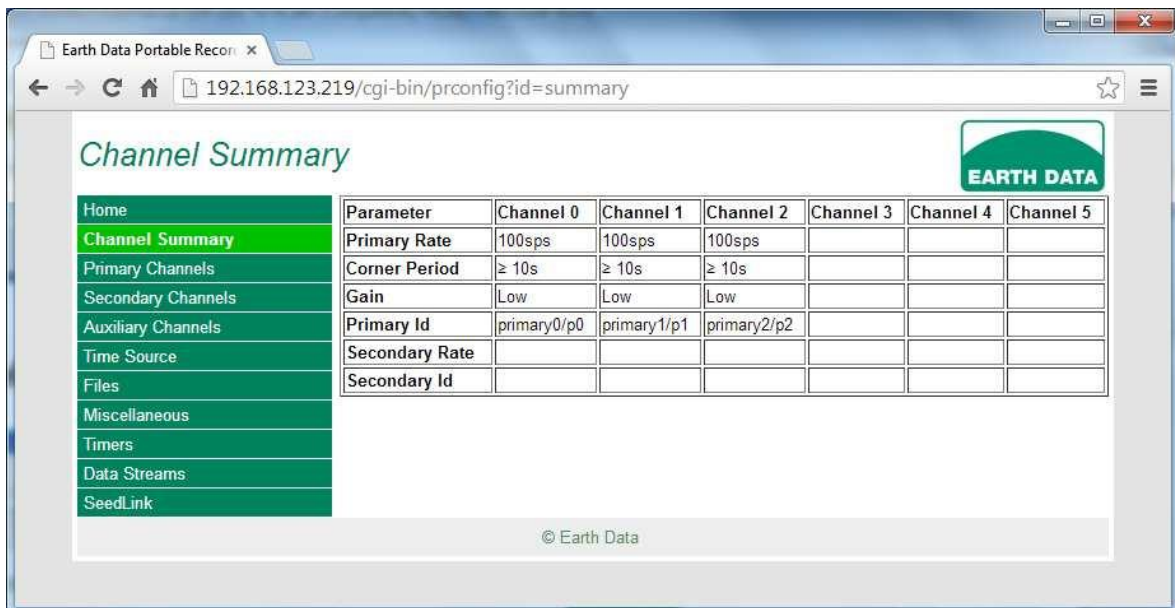 Earth Data Portable Recor
192.168.123.219/cgi-bin/prconfig?id=summary
Channel Summary
EARTH DATA
Home
Channel Summary
Primary Channels
Secondary Channels
Auxiliary Channels
Time Source
Files
Miscellaneous
Timers
Data Streams
SeedLink
Parameter Channel 0 Channel 1 Channel 2 Channel 3 Channel 4 Channel 5
Primary Rate 100sps 100sps 100sps
Corner Period ≥ 10s ≥ 10s ≥ 10s
Gain Low Low Low
Primary Id primary0/p0 primary1/p1 primary2/p2
Secondary Rate
Secondary Id
© Earth Data